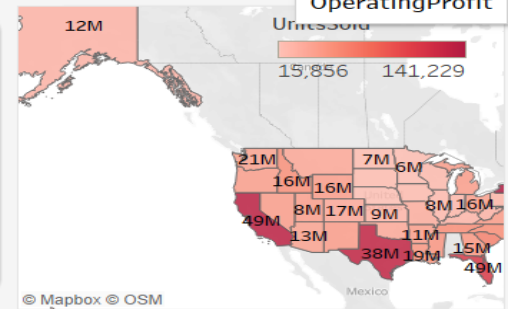 OperatingProfit
UnitsSold
15,856 141,229
12M
21M
7M
6M
16M
16M
8M
17M
9M
8M
16M
49M
13M
11M
38M
19M
15M
49M
Mexico
© Mapbox © OSM